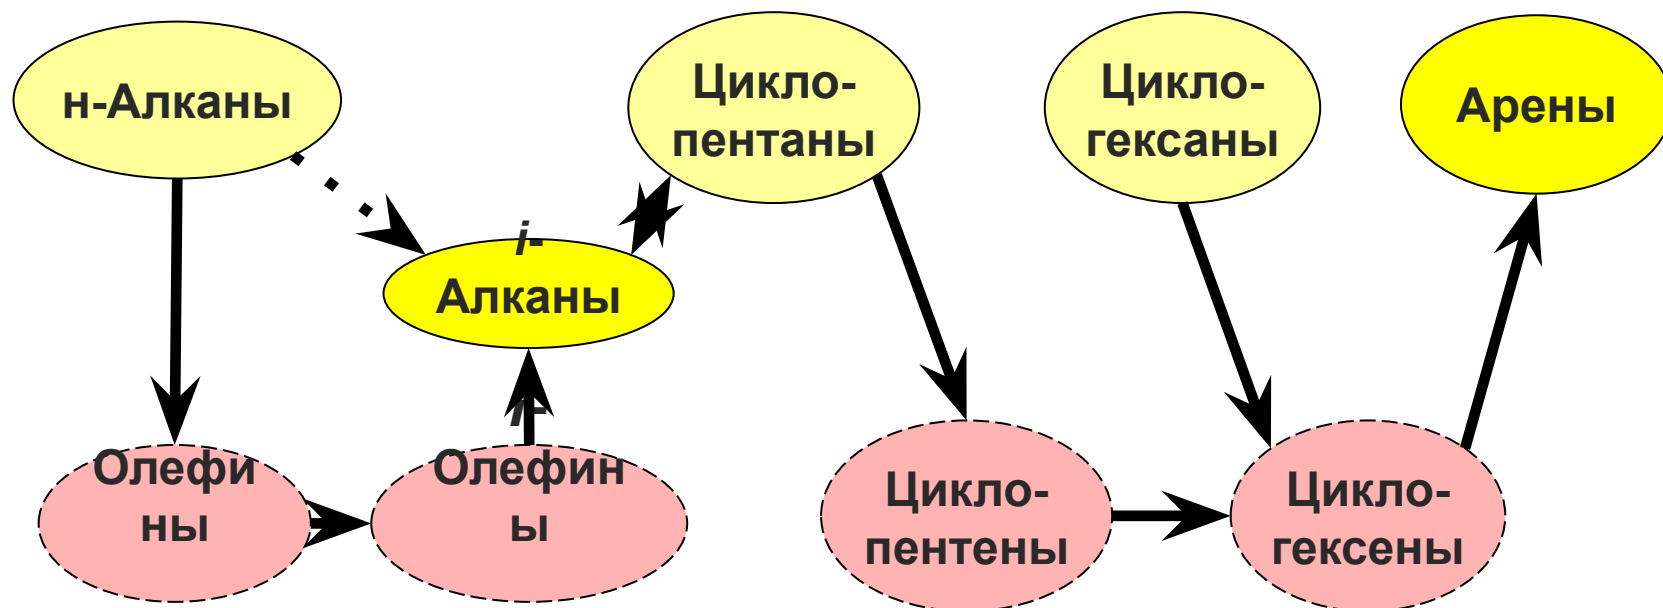 н-Алканы
Цикло-
пентаны
Цикло-
гексаны
Арены
i-
Алканы
Олефи
ны
i-
Олефин
ы
Цикло-
пентены
Цикло-
гексены